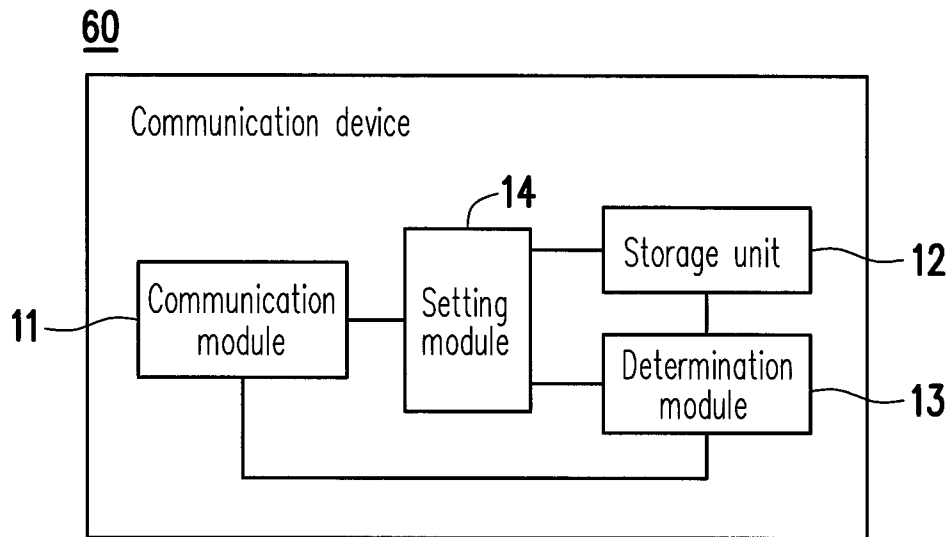 60
Communication device
14
Storage unit
12
Communication
module
11
Setting
module
Determination
module
13